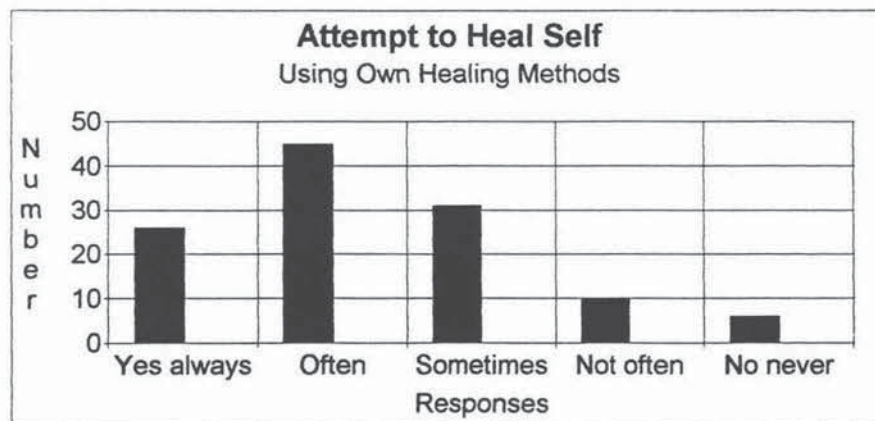 Attempt to Heal Self
Using Own Healing Methods
Number
50
40
30
20
10
0
Yes always Often Sometimes Not often No never
Responses